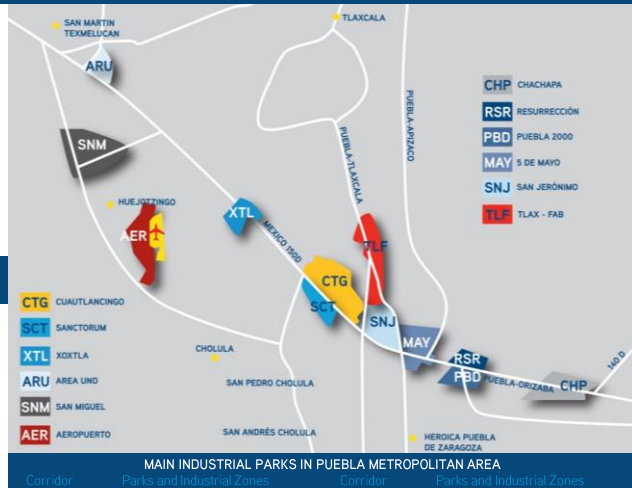 SAN MARTIN
TEXMELUCAN
TLAXCALA
ARU
CHP CHACHAPA
RSR RESURRECCIÓN
PBD PUEBLA 2000
MAY 5 DE MAYO
SNJ SAN JERÓNIMO
TLF TLAX - FAB
PUEBLA-APIZACO
PUEBLA-TLAXCALA
SNM
HUEJOTZINGO
AER
XTL
MEXICO 150D
TLF
CTG
SCT
SNJ
MAY
RSR
PBD
PUEBLA-ORIZABA
CHP
140 D
CTG CUAUTLANCINGO
SCT SANCTORUM
XTL XOXTLA
ARU AREA UNO
SNM SAN MIGUEL
AER AEROPUERTO
CHOLULA
SAN PEDRO CHOLULA
SAN ANDRÉS CHOLULA
HEROICA PUEBLA
DE ZARAGOZA
MAIN INDUSTRIAL PARKS IN PUEBLA METROPOLITAN AREA
Corridor Parks and Industrial Zones Corridor Parks and Industrial Zones